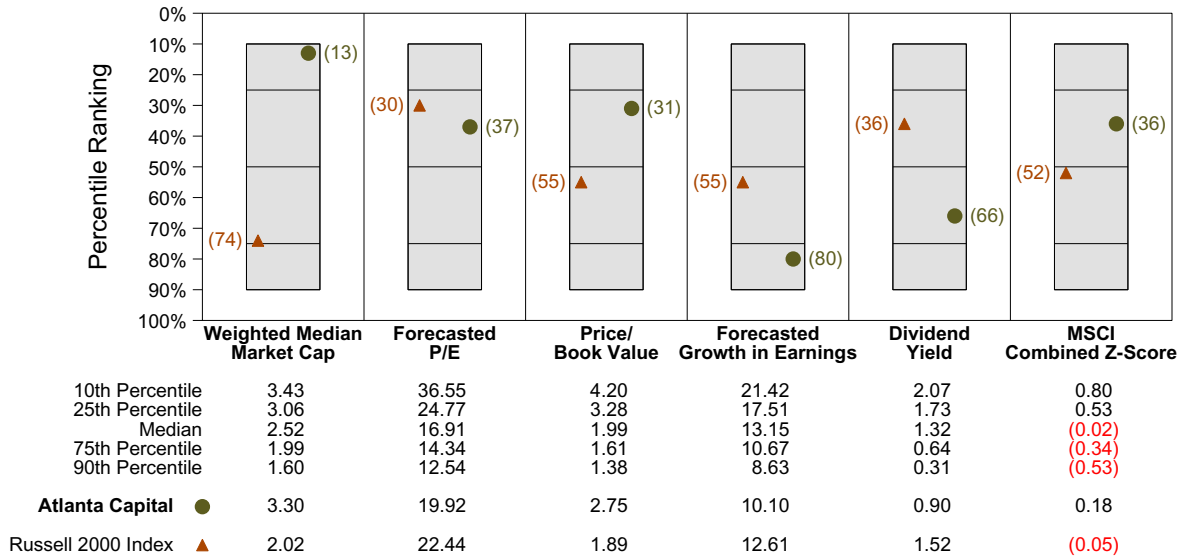 Percentile Ranking
0%
10%
20%
30%
40%
50%
60%
70%
80%
90%
100%
(13)
(74)
(30)
(37)
(31)
(55)
(55)
(80)
(36)
(66)
(36)
(52)
Weighted Median Market Cap
Forecasted P/E
Price/ Book Value
Forecasted Growth in Earnings
Dividend Yield
MSCI Combined Z-Score
10th Percentile 3.43 36.55 4.20 21.42 2.07 0.80
25th Percentile 3.06 24.77 3.28 17.51 1.73 0.53
Median 2.52 16.91 1.99 13.15 1.32 (0.02)
75th Percentile 1.99 14.34 1.61 10.67 0.64 (0.34)
90th Percentile 1.60 12.54 1.38 8.63 0.31 (0.53)
Atlanta Capital 3.30 19.92 2.75 10.10 0.90 0.18
Russell 2000 Index 2.02 22.44 1.89 12.61 1.52 (0.05)